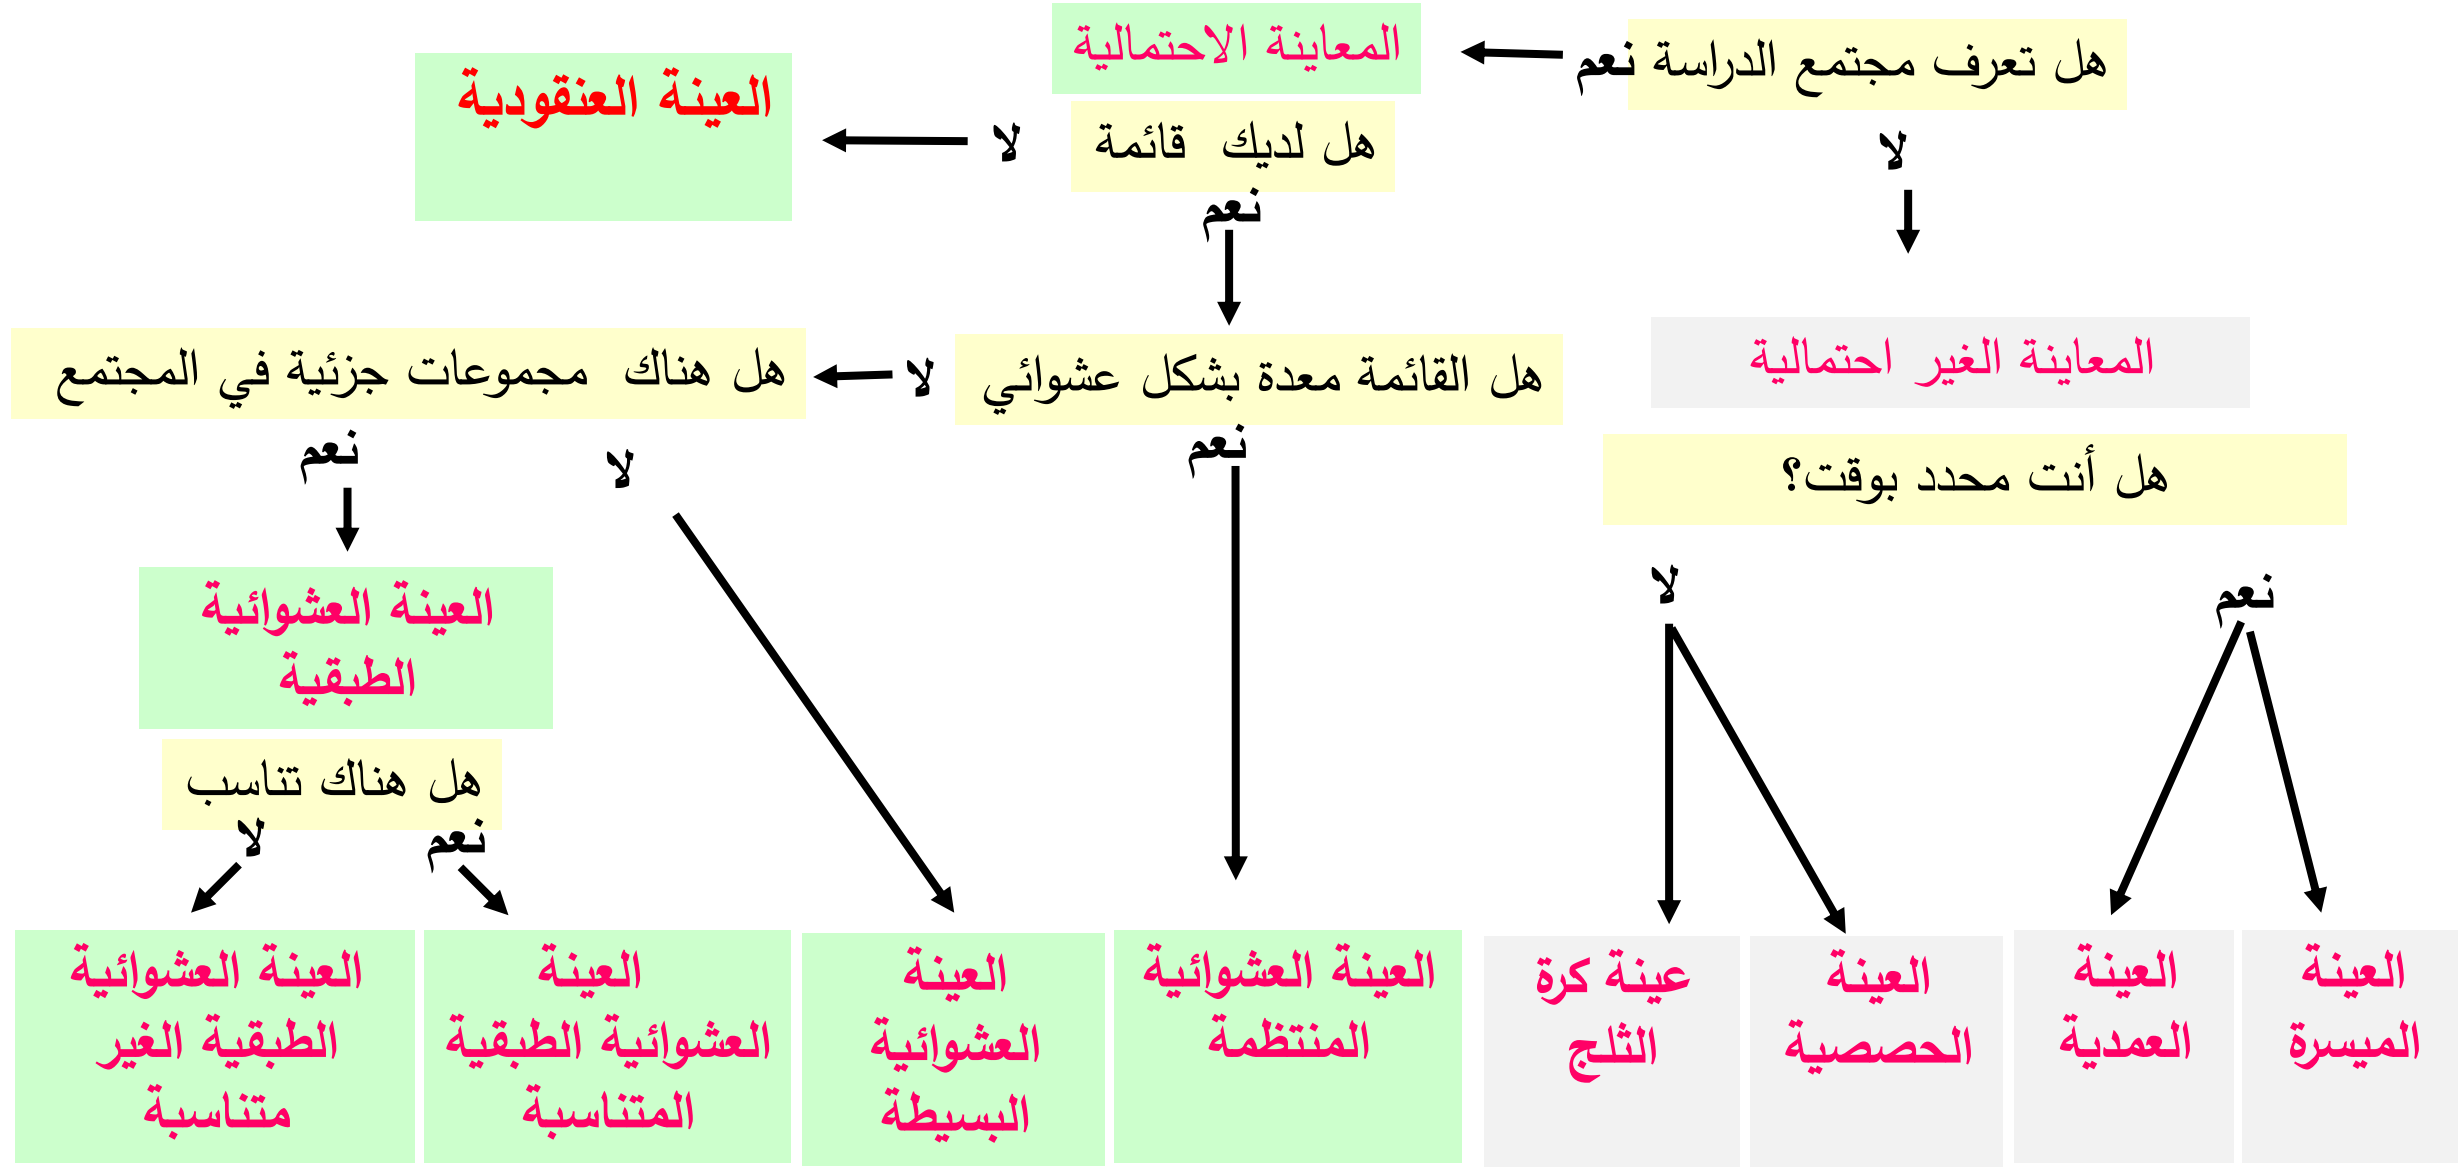 هل تعرف مجتمع الدراسة
نعم
المعاينة الاحتمالية
العينة العنقودية
لا
هل لديك قائمة
لا
نعم
المعاينة الغير احتمالية
هل القائمة معدة بشكل عشوائي
لا
هل هناك مجموعات جزئية في المجتمع
هل أنت محدد بوقت؟
نعم
لا
نعم
نعم
لا
العينة العشوائية
الطبقية
هل هناك تناسب
نعم
لا
العينة
الميسرة
العينة
العمدية
العينة
الحصصية
عينة كرة
الثلج
العينة العشوائية
المنتظمة
العينة
العشوائية
البسيطة
العينة
العشوائية الطبقية
المتناسبة
العينة العشوائية
الطبقية الغير
متناسبة